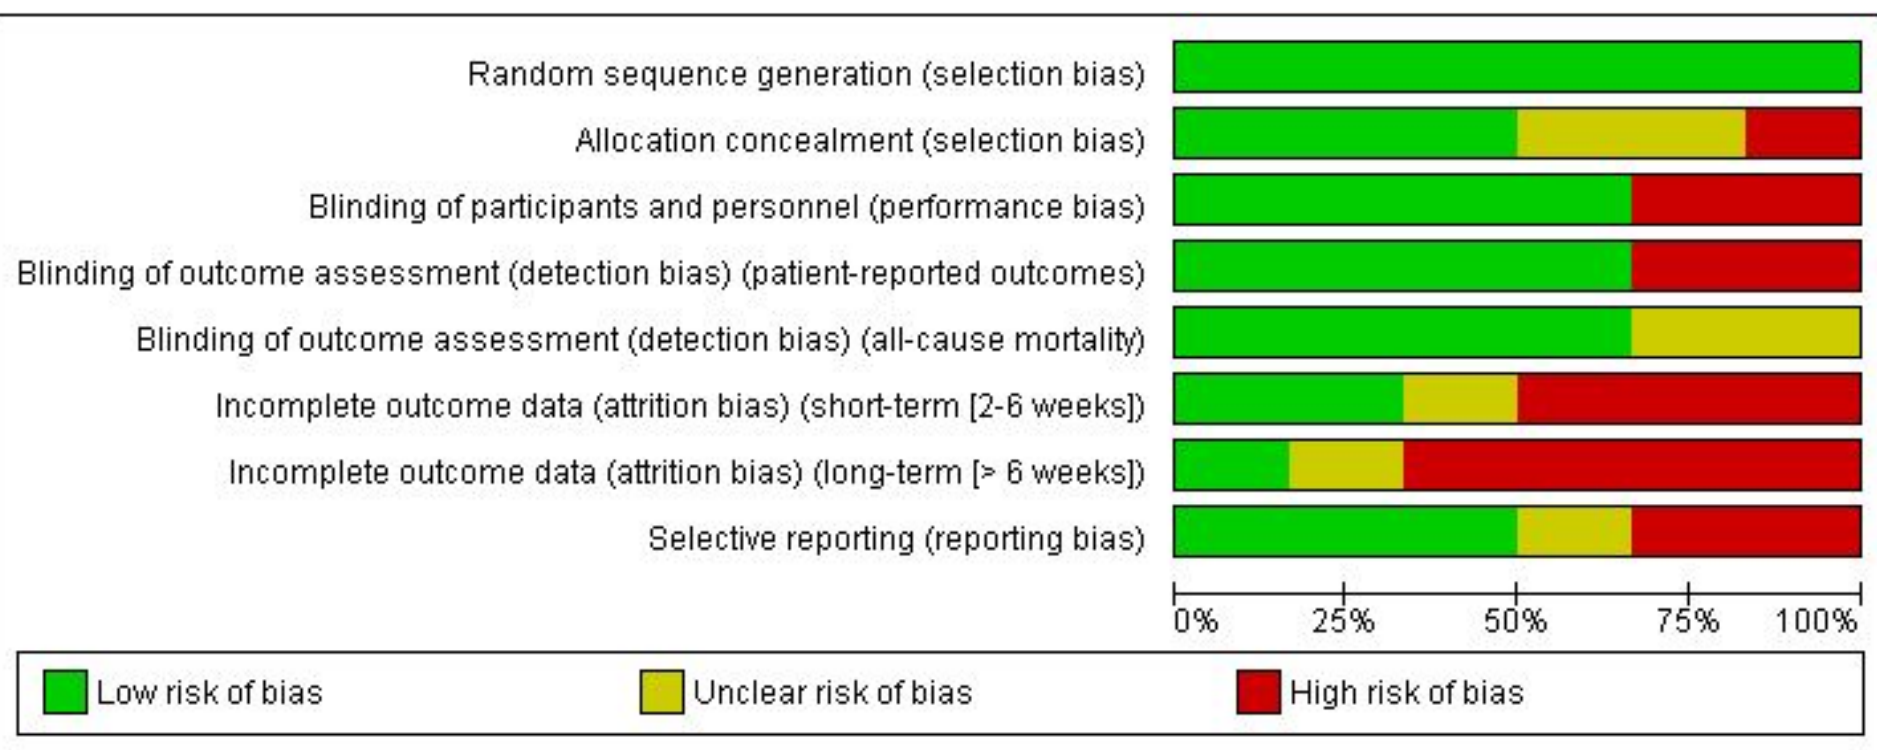 Random sequence generation (selection bias)
Allocation concealment (selection bias)
Blinding of participants and personnel (performance bias)
Blinding of outcome assessment (detection bias) (patient-reported outcomes)
Blinding of outcome assessment (detection bias) (all-cause mortality)
Incomplete outcome data (attrition bias) (short-term [2-6 weeks])
Incomplete outcome data (attrition bias) (long-term [> 6 weeks])
Selective reporting (reporting bias)
0% 25% 50% 75% 100%
Low risk of bias Unclear risk of bias High risk of bias